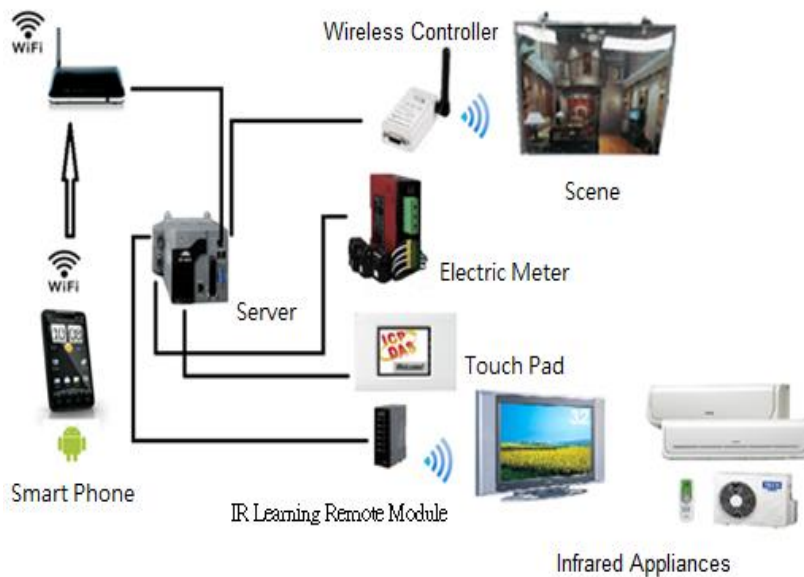 WiFi
Wireless Controller
Scene
WiFi
Server
Electric Meter
ICP
DAS
Touch Pad
32
Smart Phone
IR Learning Remote Module
Infrared Appliances